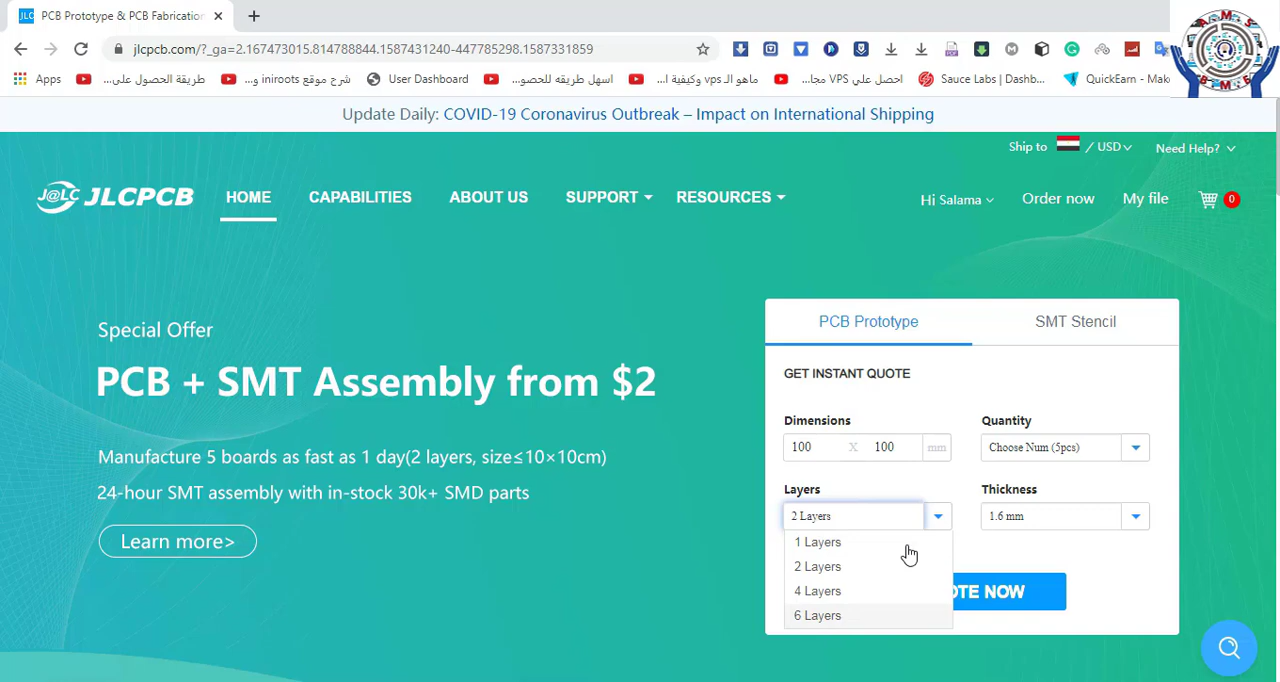 JLC PCB Prototype & PCB Fabrication
jlcpcb.com/?_ga=2.167473015.814788844.1587431240-447785298.1587331859
Apps
طريقة الحصول على...
شرح موقع iniroots و...
User Dashboard
اسهل طريقه للحصو...
ماهو الـ vps وكيفية ا...
احصل علي VPS مجا...
Sauce Labs | Dashb...
QuickEarn - Make
AMS
Update Daily: COVID-19 Coronavirus Outbreak – Impact on International Shipping
Ship to / USD Need Help?
J@LC JLCPCB HOME CAPABILITIES ABOUT US SUPPORT RESOURCES Hi Salama Order now My file 0
Special Offer
PCB + SMT Assembly from $2
Manufacture 5 boards as fast as 1 day(2 layers, size≤10×10cm)
24-hour SMT assembly with in-stock 30k+ SMD parts
Learn more>
PCB Prototype SMT Stencil
GET INSTANT QUOTE
Dimensions Quantity
100 X 100 mm Choose Num (5pcs)
Layers Thickness
2 Layers 1.6 mm
1 Layers
2 Layers
4 Layers
6 Layers
OTE NOW